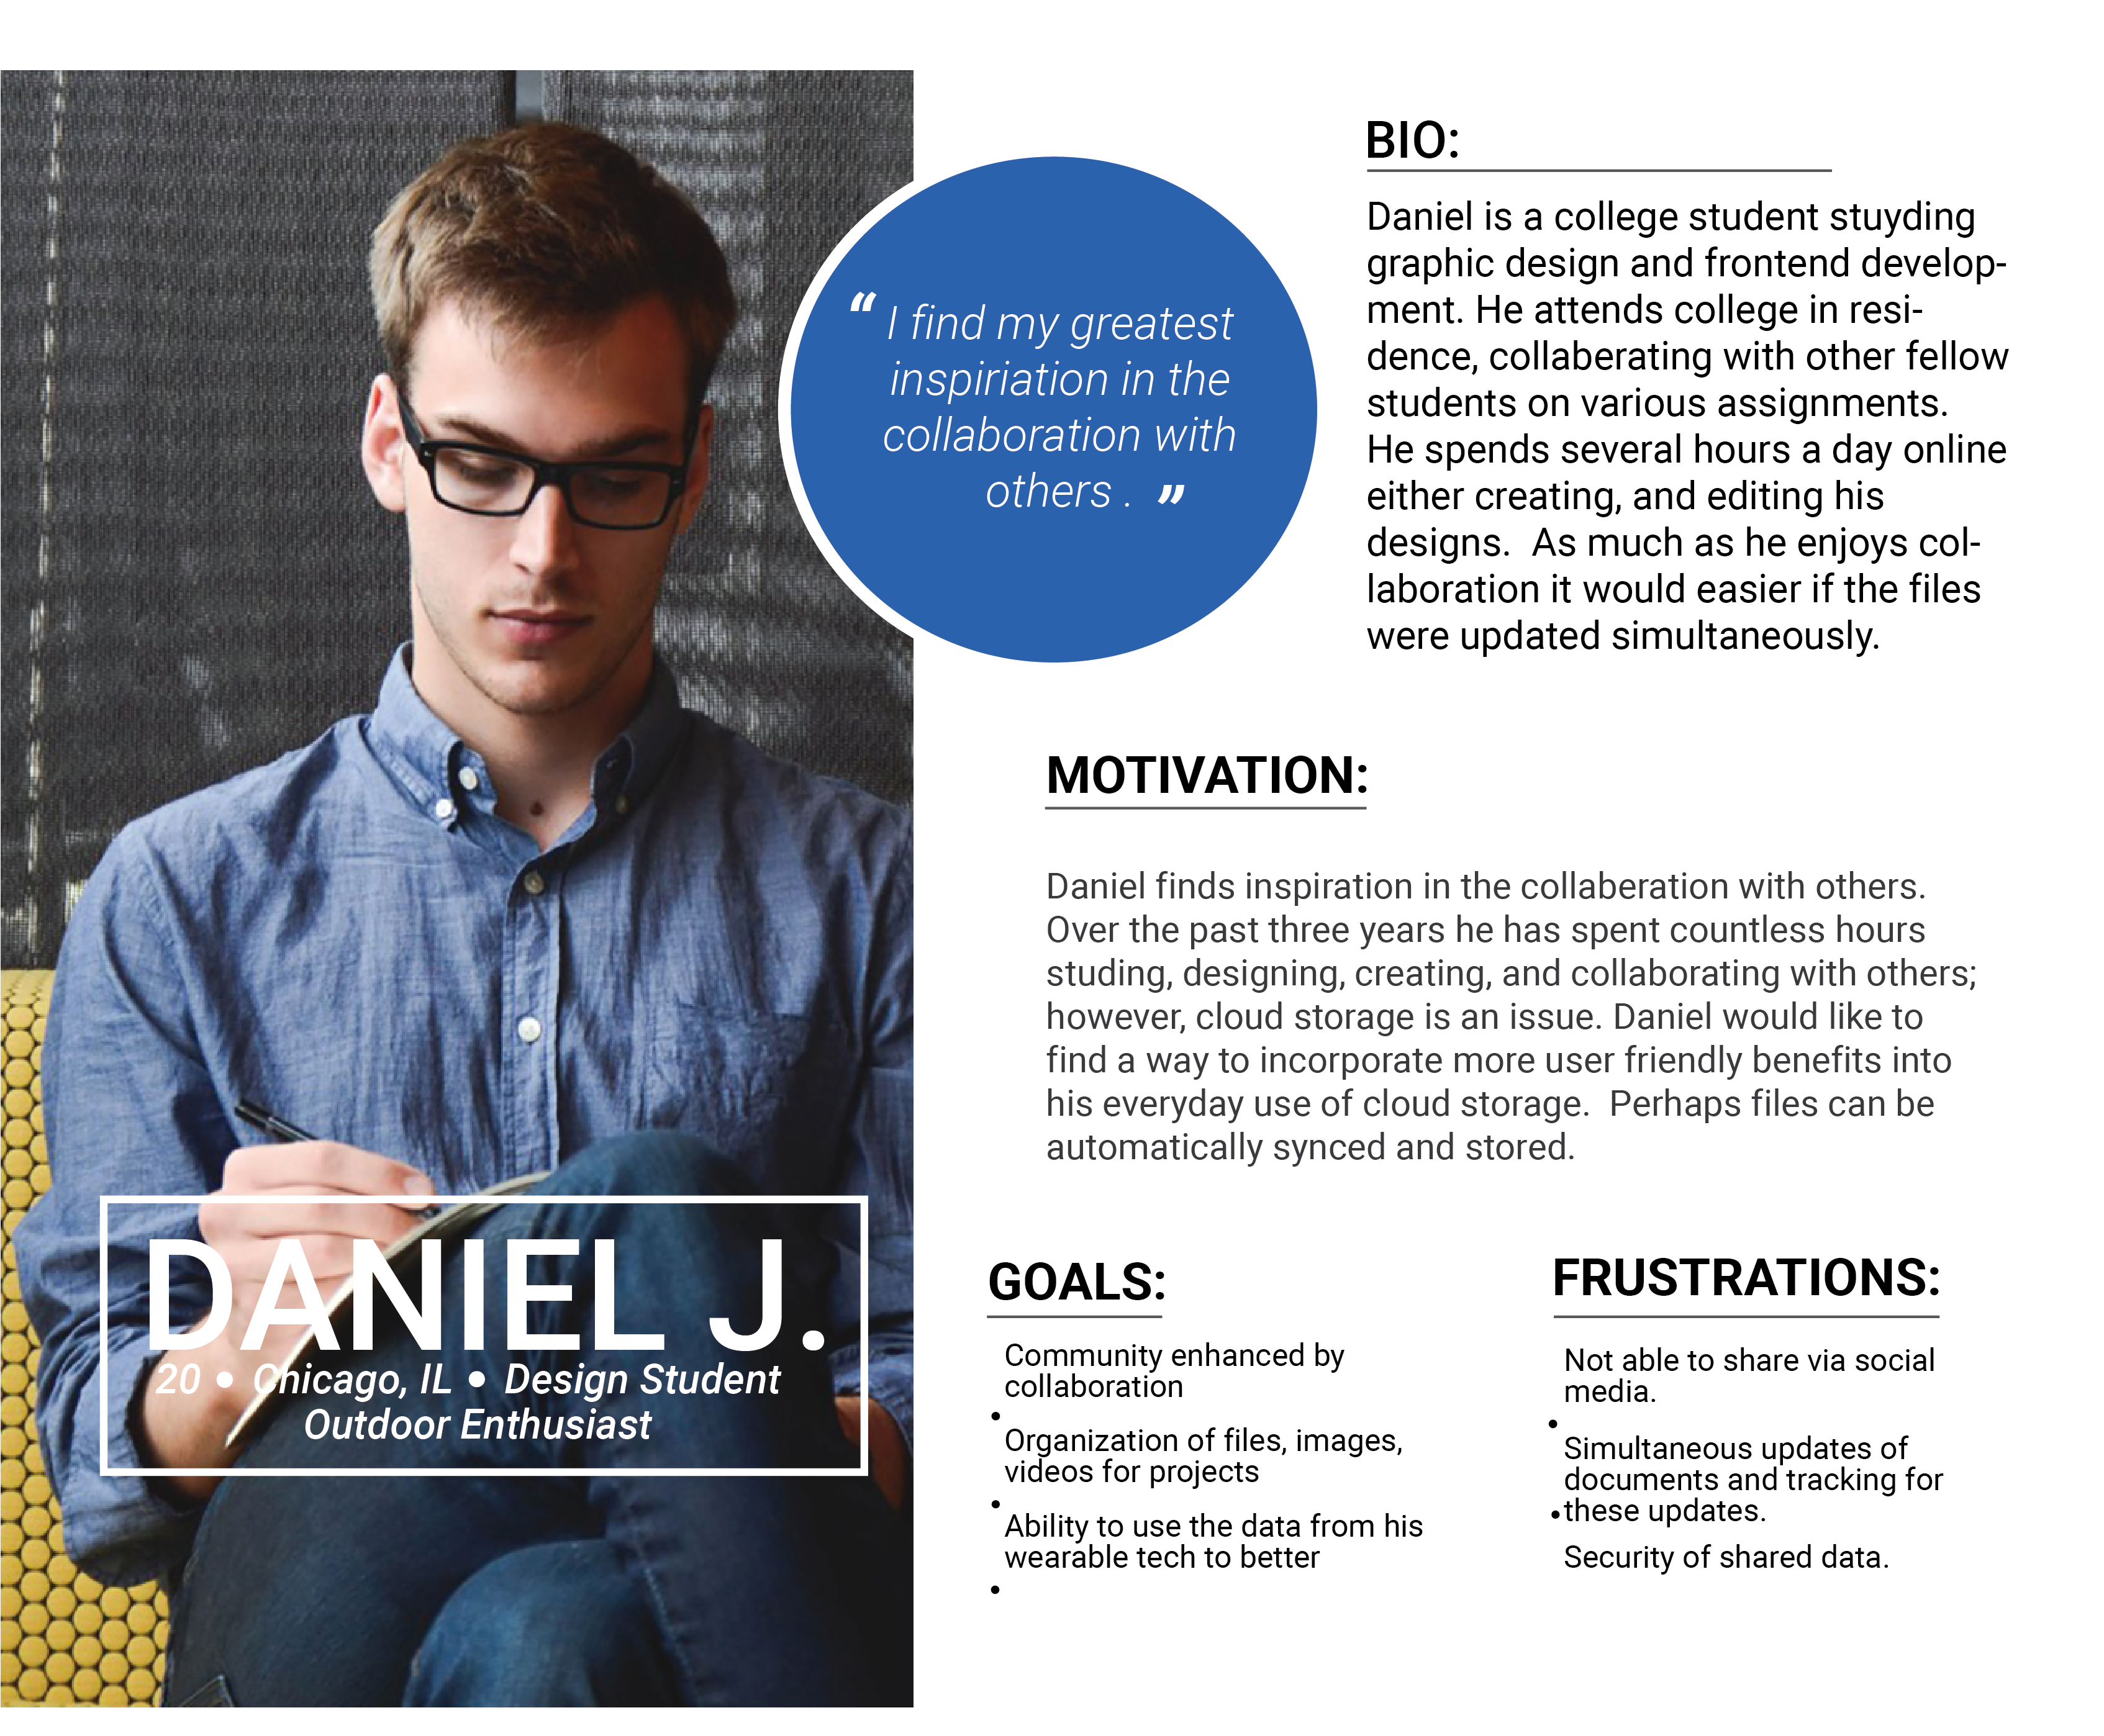 “ I find my greatest
inspiriation in the
collaboration with
others . ”
BIO:
Daniel is a college student stuyding
graphic design and frontend develop-
ment. He attends college in resi-
dence, collaberating with other fellow
students on various assignments.
He spends several hours a day online
either creating, and editing his
designs.  As much as he enjoys col-
laboration it would easier if the files
were updated simultaneously.
MOTIVATION:
Daniel finds inspiration in the collaberation with others.
Over the past three years he has spent countless hours
studing, designing, creating, and collaborating with others;
however, cloud storage is an issue. Daniel would like to
find a way to incorporate more user friendly benefits into
his everyday use of cloud storage.  Perhaps files can be
automatically synced and stored.
DANIEL J.
20 • Chicago, IL • Design Student
Outdoor Enthusiast
GOALS:
Community enhanced by
collaboration
•
Organization of files, images,
videos for projects
•
Ability to use the data from his
wearable tech to better
•
FRUSTRATIONS:
Not able to share via social
media.
•
Simultaneous updates of
documents and tracking for
•these updates.
Security of shared data.